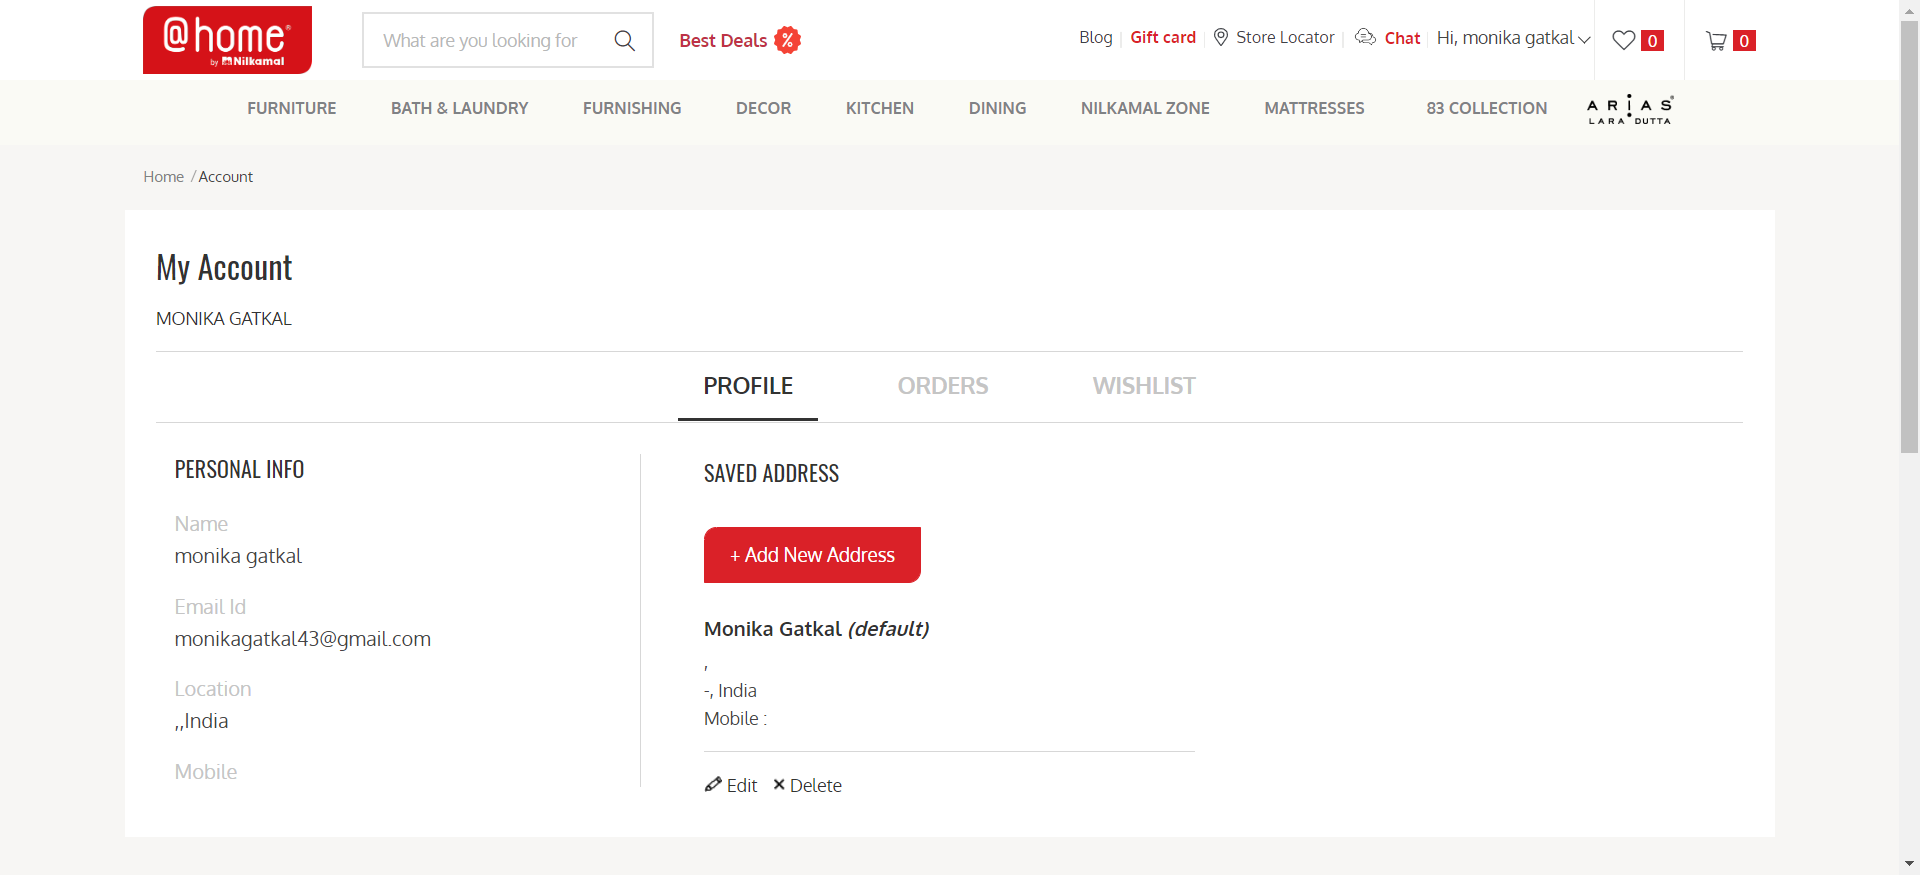 @home®
by Nilkamal
What are you looking for
Best Deals %
Blog
Gift card
Store Locator
Chat
Hi, monika gatkal
0
0
FURNITURE
BATH & LAUNDRY
FURNISHING
DECOR
KITCHEN
DINING
NILKAMAL ZONE
MATTRESSES
83 COLLECTION
ARIAS®
LARA DUTTA
Home / Account
My Account
MONIKA GATKAL
PROFILE
ORDERS
WISHLIST
PERSONAL INFO
Name
monika gatkal
Email Id
monikagatkal43@gmail.com
Location
,,India
Mobile
SAVED ADDRESS
+ Add New Address
Monika Gatkal (default)
,
-, India
Mobile :
Edit
Delete